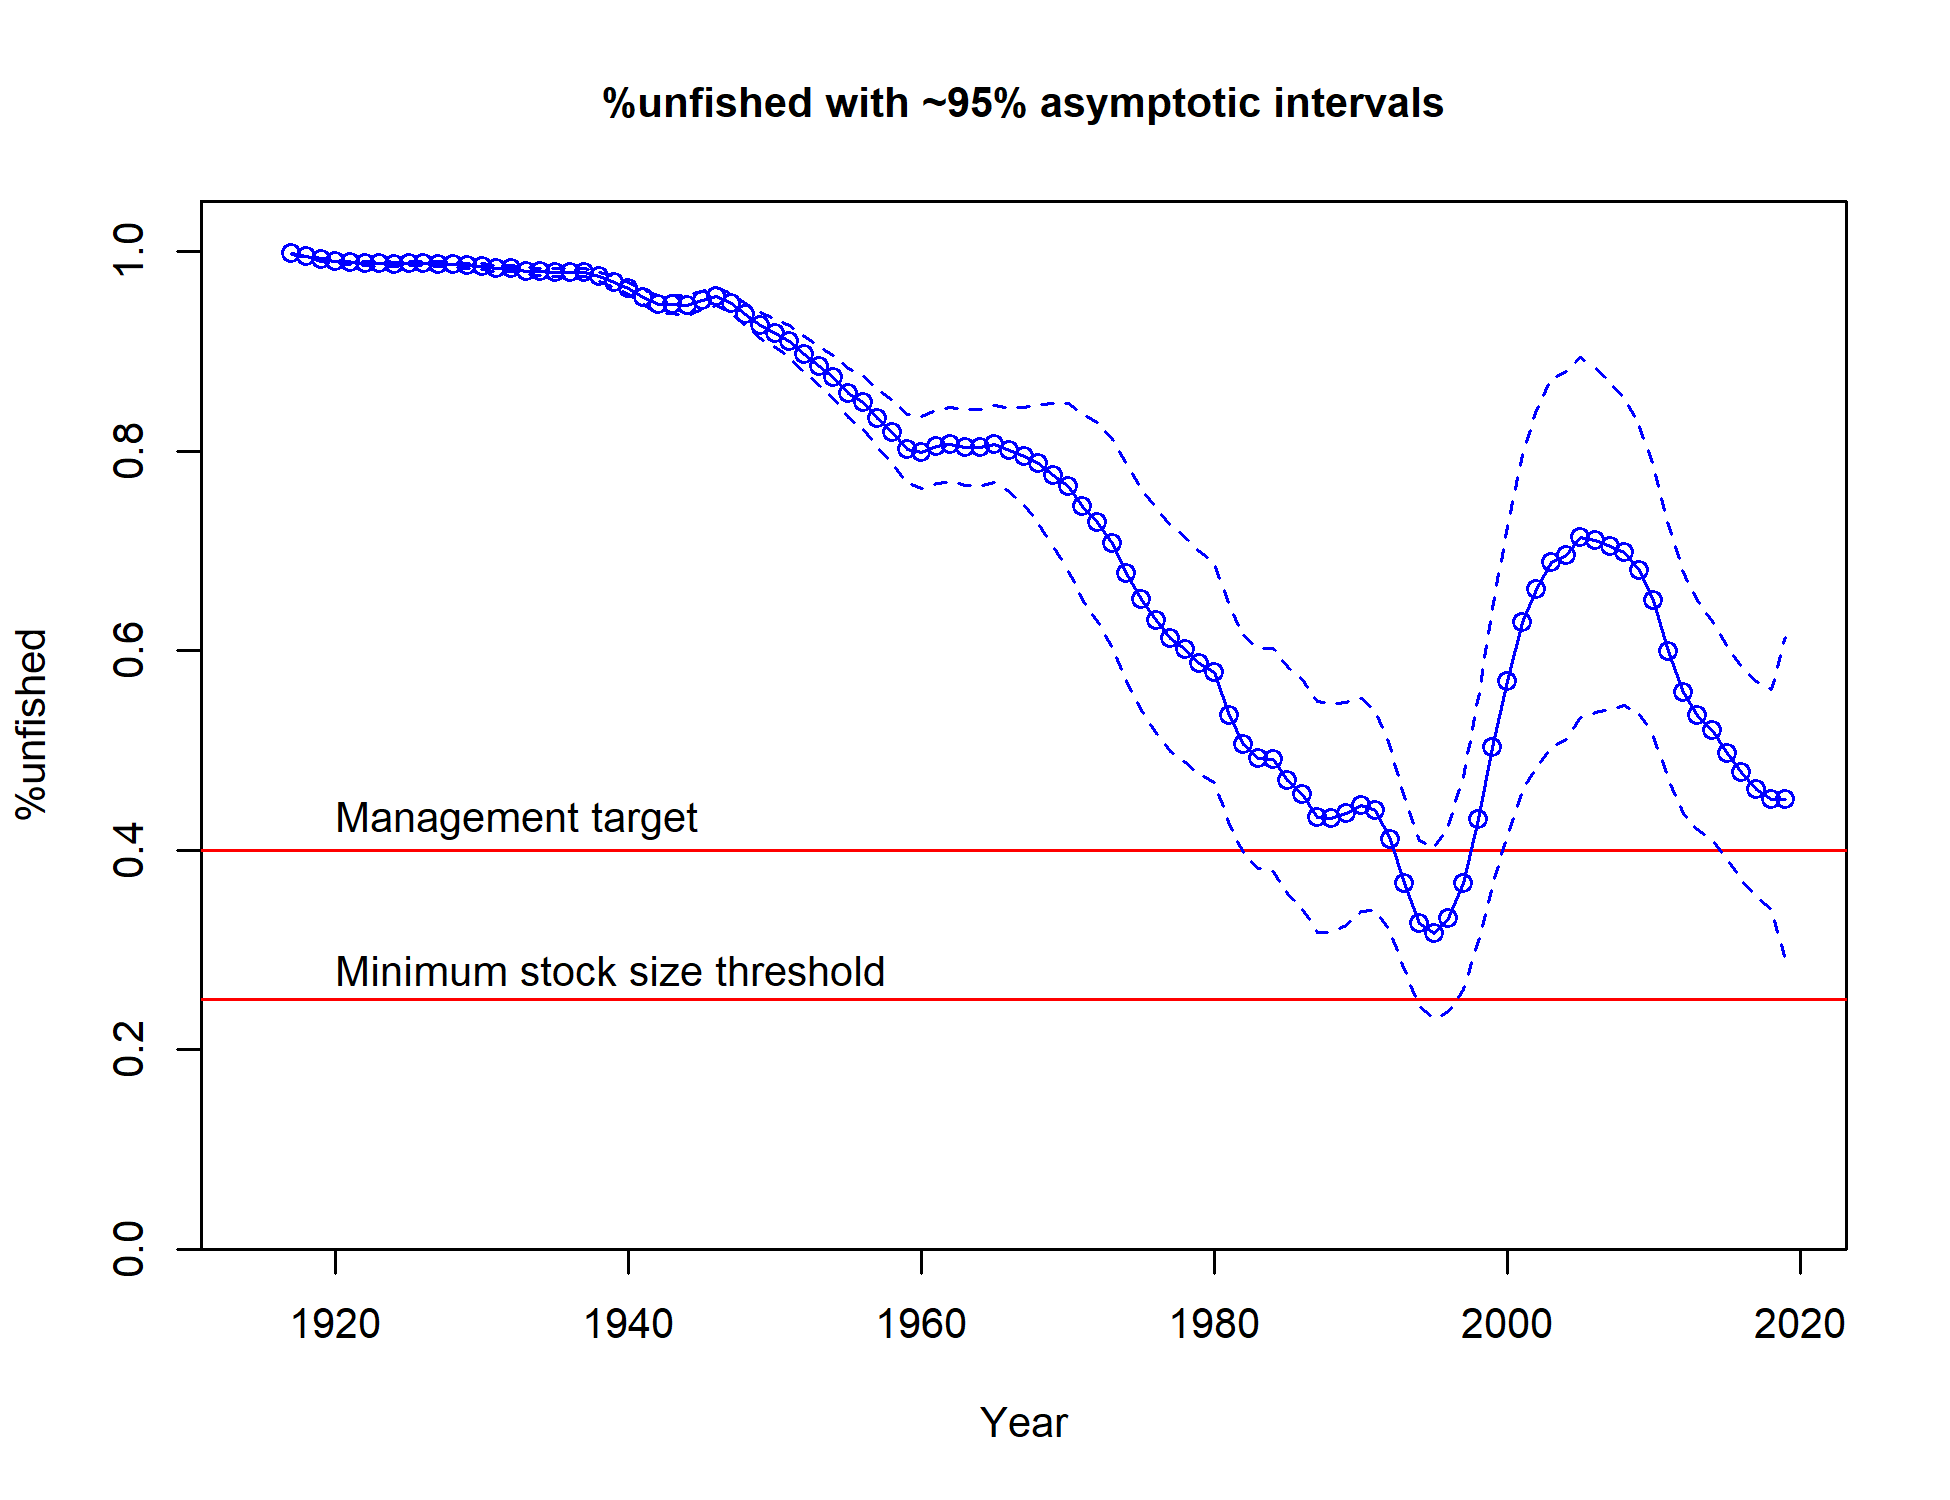 %unfished with ~95% asymptotic intervals
%unfished
1.0
0.8
0.6
0.4
0.2
0.0
Management target
Minimum stock size threshold
1920 1940 1960 1980 2000 2020
Year